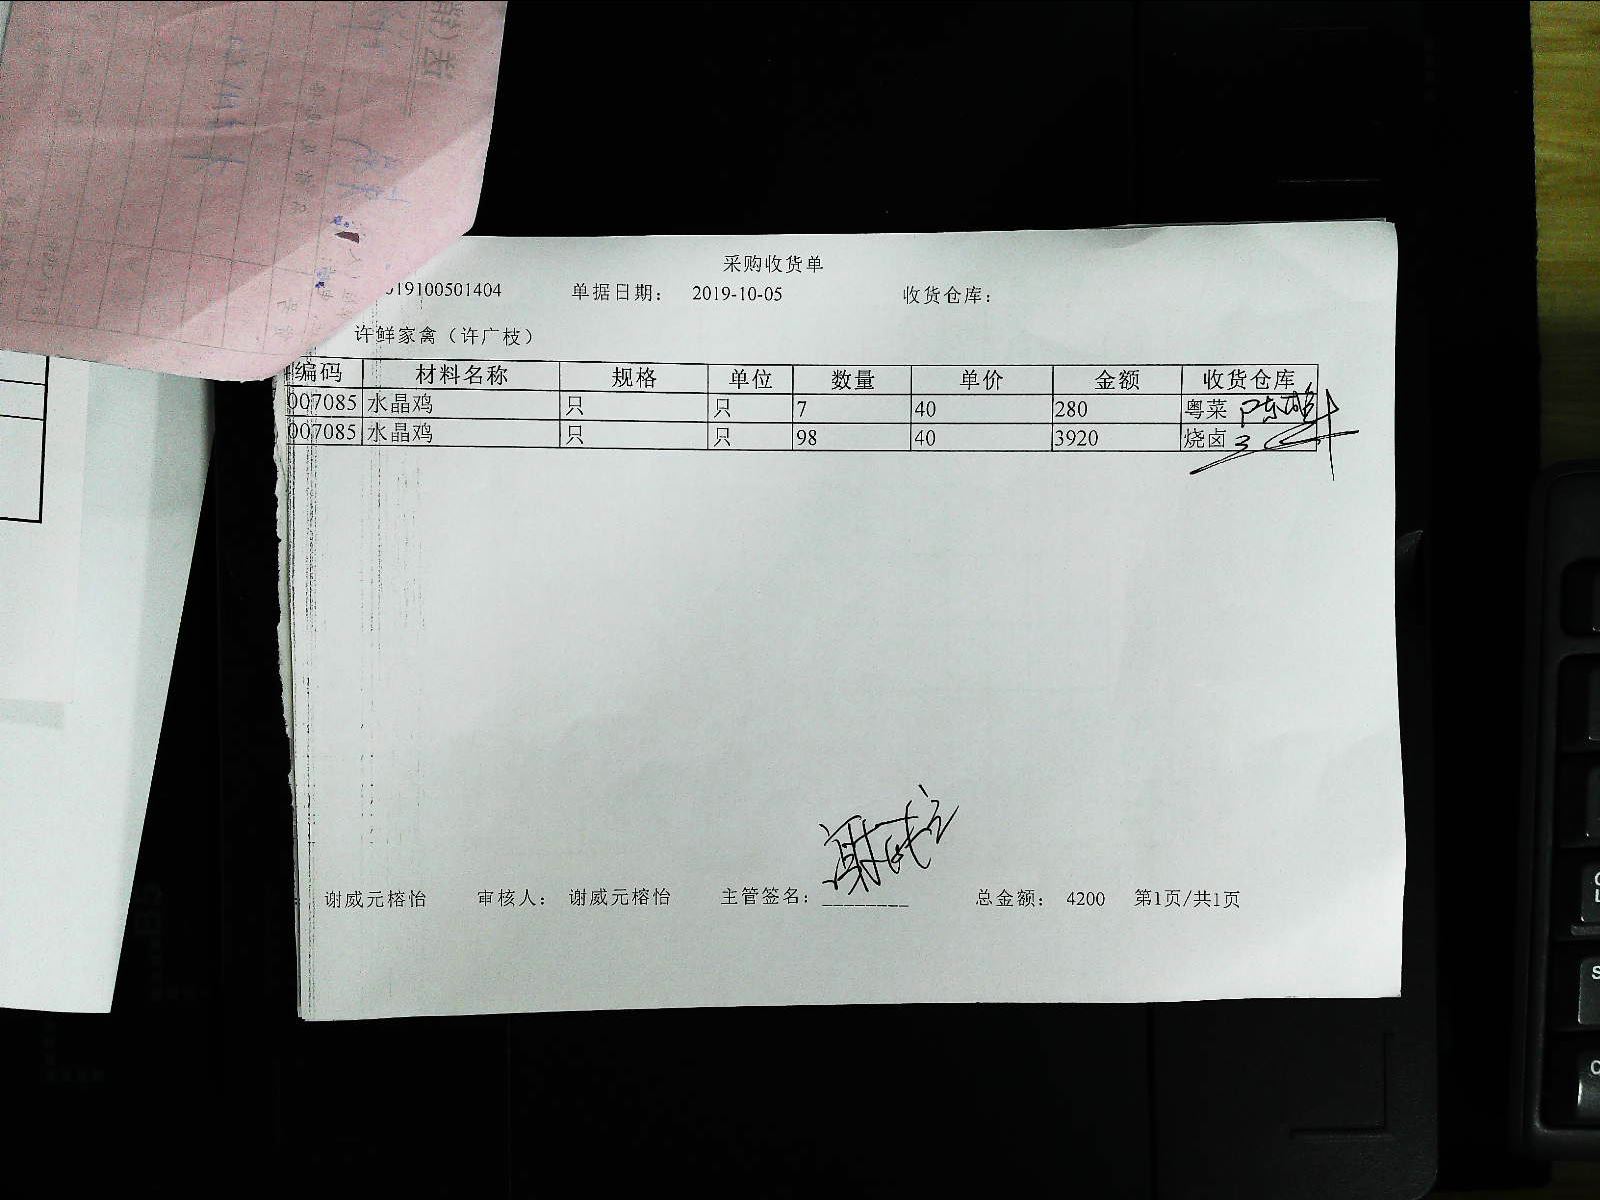 采购收货单
019100501404 单据日期： 2019-10-05 收货仓库：
许鲜家禽（许广枝）
编码 材料名称 规格 单位 数量 单价 金额 收货仓库
007085 水晶鸡 只 只 7 40 280 粤菜
007085 水晶鸡 只 只 98 40 3920 烧卤
谢威元榕怡 审核人： 谢威元榕怡 主管签名：________ 总金额： 4200 第1页/共1页